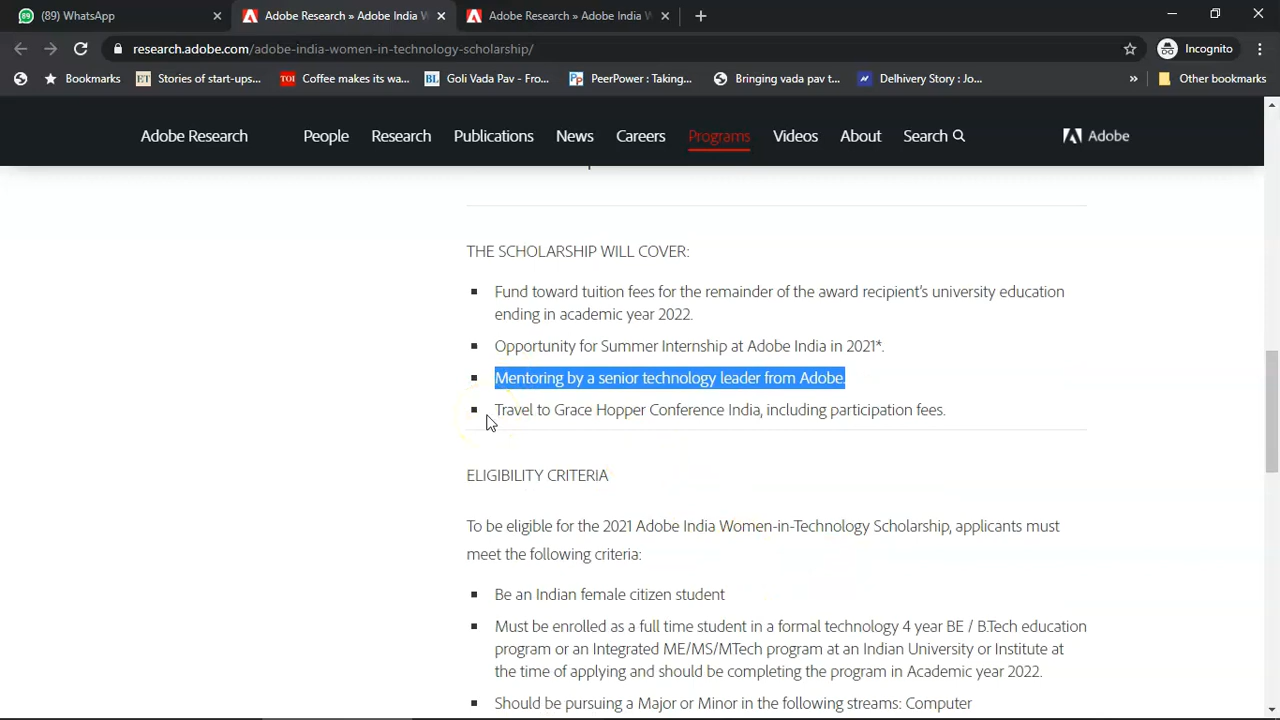 (89) WhatsApp
Adobe Research » Adobe India W
Adobe Research » Adobe India W
research.adobe.com/adobe-india-women-in-technology-scholarship/
Incognito
Bookmarks
Stories of start-ups...
Coffee makes its wa...
Goli Vada Pav - Fro...
PeerPower : Taking...
Bringing vada pav t...
Delhivery Story : Jo...
Other bookmarks
Adobe Research People Research Publications News Careers Programs Videos About Search Adobe
THE SCHOLARSHIP WILL COVER:
Fund toward tuition fees for the remainder of the award recipient's university education
ending in academic year 2022.
Opportunity for Summer Internship at Adobe India in 2021*.
Mentoring by a senior technology leader from Adobe.
Travel to Grace Hopper Conference India, including participation fees.
ELIGIBILITY CRITERIA
To be eligible for the 2021 Adobe India Women-in-Technology Scholarship, applicants must
meet the following criteria:
Be an Indian female citizen student
Must be enrolled as a full time student in a formal technology 4 year BE / B.Tech education
program or an Integrated ME/MS/MTech program at an Indian University or Institute at
the time of applying and should be completing the program in Academic year 2022.
Should be pursuing a Major or Minor in the following streams: Computer